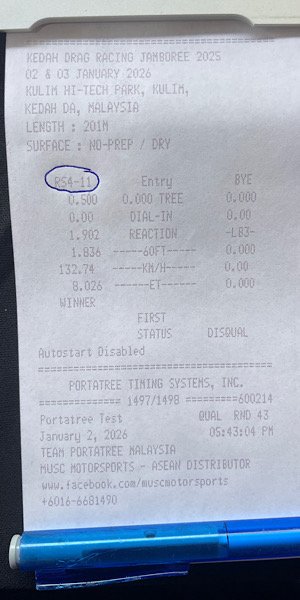 ================================
KEDAH DRAG RACING JAMBOREE 2025
02 & 03 JANUARY 2026
KULIM HI-TECH PARK, KULIM,
KEDAH DA, MALAYSIA
LENGTH : 201M
SURFACE : NO-PREP / DRY
RS4-11 Entry BYE
0.500 0.000 TREE 0.000
0.00 DIAL-IN 0.00
1.902 REACTION -LB3-
1.836 ------60FT----- 0.000
132.74 ------KM/H----- 0.00
8.026 -------ET------ 0.000
WINNER
FIRST
STATUS DISQUAL
Autostart Disabled
================================
PORTATREE TIMING SYSTEMS, INC.
============= 1497/1498 =========600214
Portatree Test QUAL RND 43
January 2, 2026 05:43:04 PM
TEAM PORTATREE MALAYSIA
MUSC MOTORSPORTS - ASEAN DISTRIBUTOR
www.facebook.com/muscmotorsports
+6016-6681490